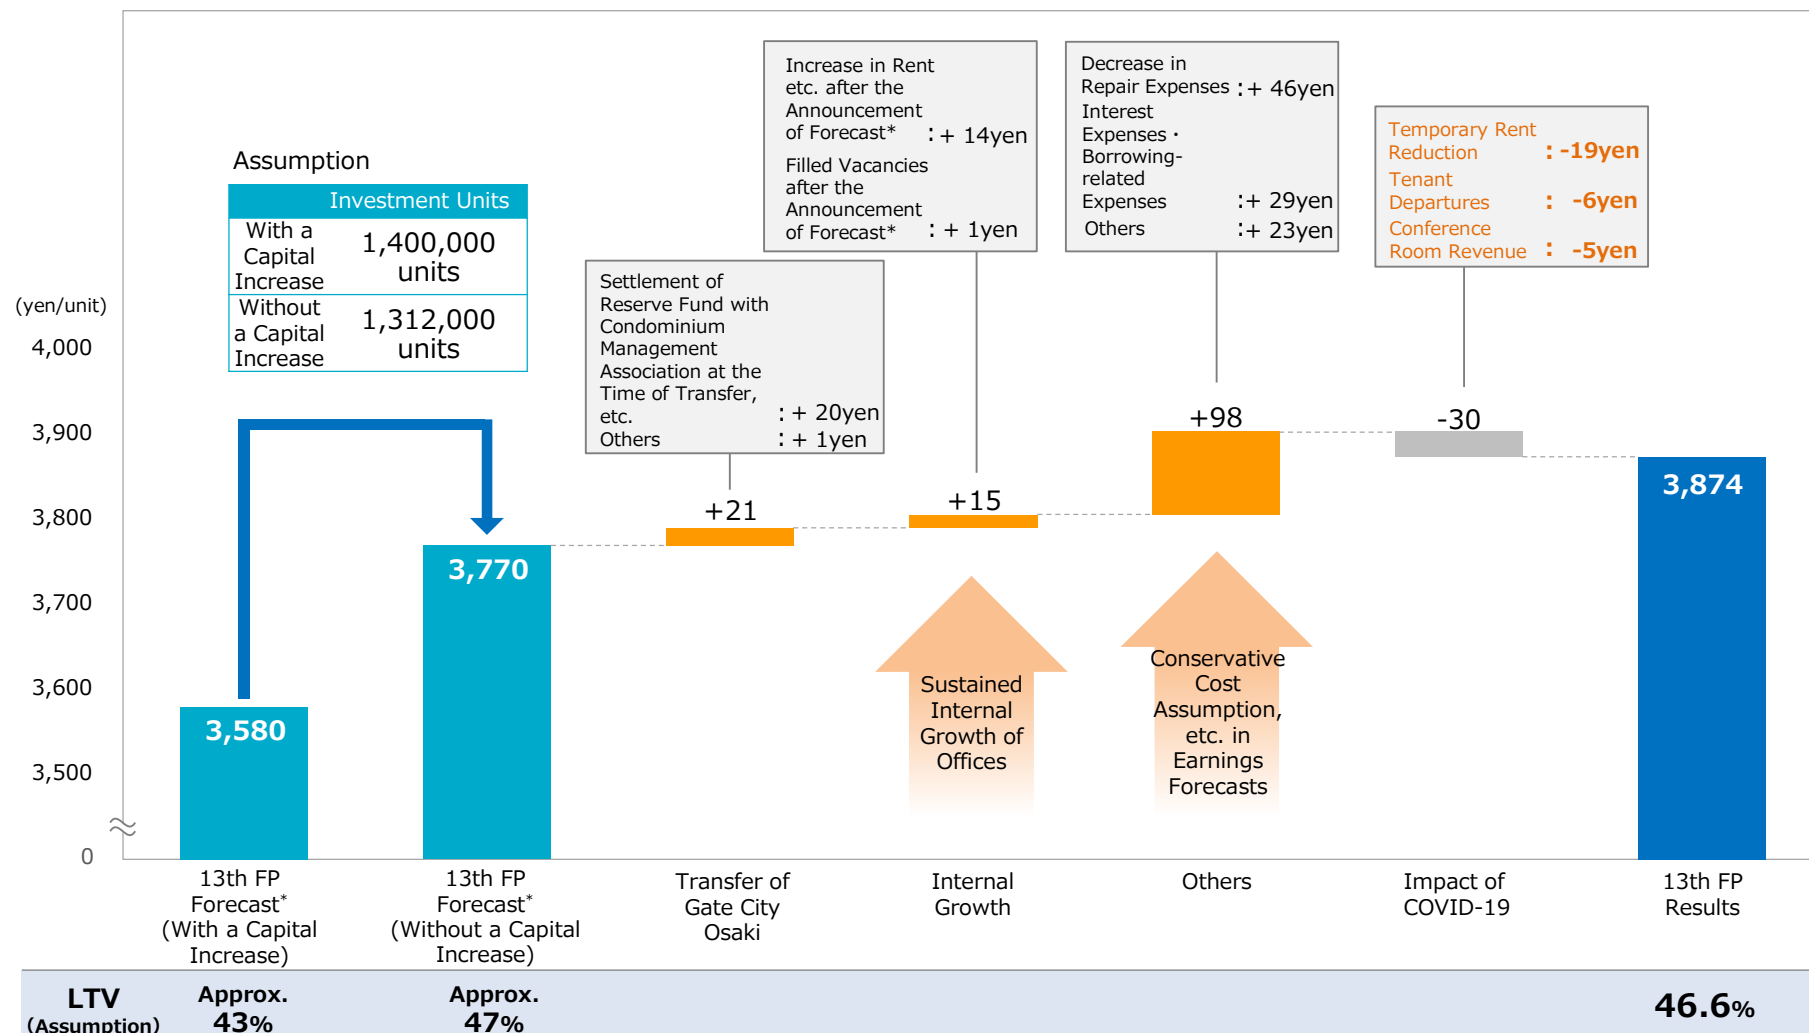 Assumption
Investment Units
With a
Capital
Increase
1,400,000
units
Without
a Capital
Increase
1,312,000
units
(yen/unit)
4,000
3,900
3,800
3,700
3,600
3,500
0
Settlement of
Reserve Fund with
Condominium
Management
Association at the
Time of Transfer,
etc. : + 20yen
Others : + 1yen
Increase in Rent
etc. after the
Announcement
of Forecast* : + 14yen
Filled Vacancies
after the
Announcement
of Forecast* : + 1yen
Decrease in
Repair Expenses : + 46yen
Interest
Expenses・
Borrowing-
related
Expenses :+ 29yen
Others :+ 23yen
Temporary Rent
Reduction : -19yen
Tenant
Departures : -6yen
Conference
Room Revenue : -5yen
3,580
3,770
+21
+15
+98
-30
3,874
Sustained
Internal
Growth of
Offices
Conservative
Cost
Assumption,
etc. in
Earnings
Forecasts
13th FP
Forecast*
(With a Capital
Increase)
13th FP
Forecast*
(Without a Capital
Increase)
Transfer of
Gate City
Osaki
Internal
Growth
Others
Impact of
COVID-19
13th FP
Results
LTV
(Assumption)
Approx.
43%
Approx.
47%
46.6%